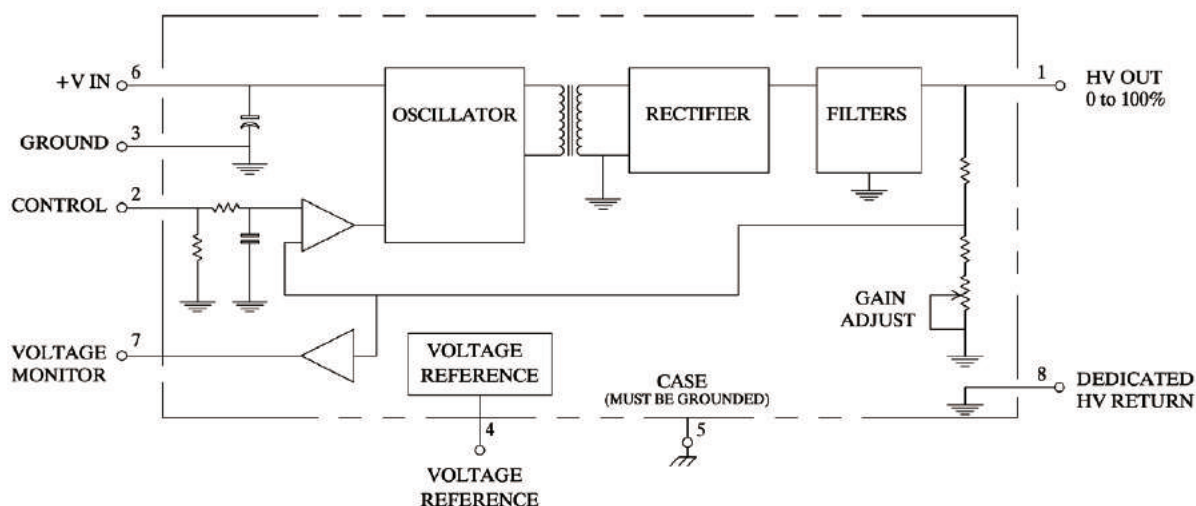 6
+V IN
3
GROUND
2
CONTROL
7
VOLTAGE
MONITOR
OSCILLATOR
RECTIFIER
FILTERS
1
HV OUT
0 to 100%
GAIN
ADJUST
VOLTAGE
REFERENCE
4
VOLTAGE
REFERENCE
CASE
(MUST BE GROUNDED)
5
8
DEDICATED
HV RETURN